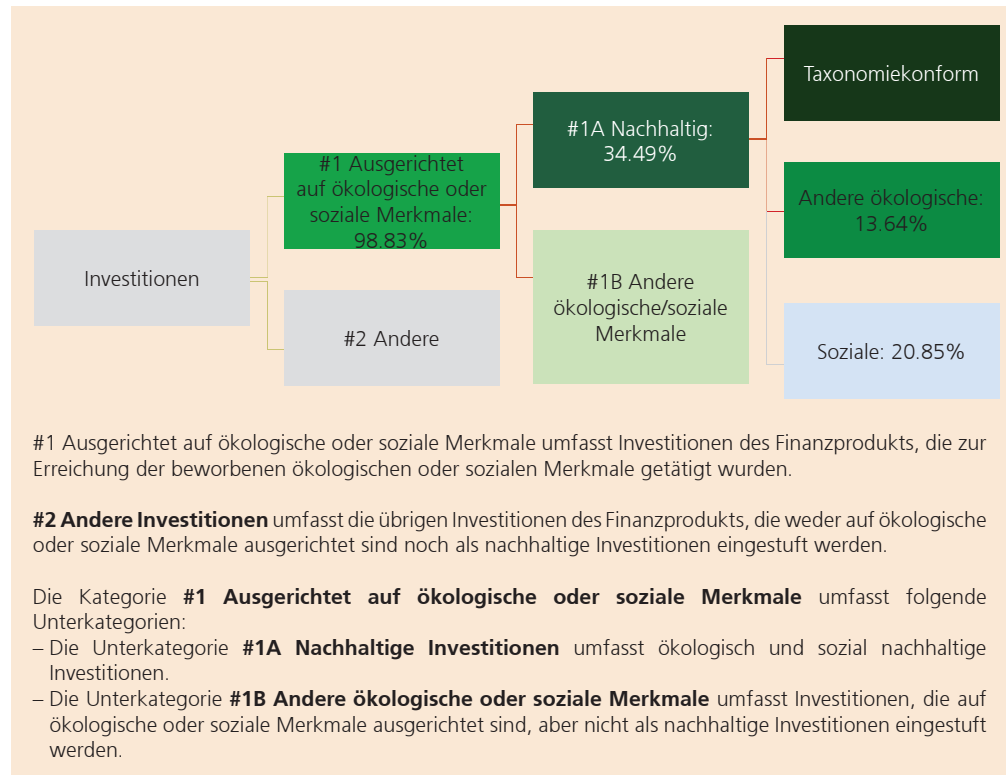 Taxonomiekonform
#1A Nachhaltig:
34.49%
#1 Ausgerichtet
auf ökologische oder
soziale Merkmale:
98.83%
Andere ökologische:
13.64%
Investitionen
#1B Andere
ökologische/soziale
Merkmale
#2 Andere
Soziale: 20.85%
#1 Ausgerichtet auf ökologische oder soziale Merkmale umfasst Investitionen des Finanzprodukts, die zur
Erreichung der beworbenen ökologischen oder sozialen Merkmale getätigt wurden.
#2 Andere Investitionen umfasst die übrigen Investitionen des Finanzprodukts, die weder auf ökologische
oder soziale Merkmale ausgerichtet sind noch als nachhaltige Investitionen eingestuft werden.
Die Kategorie #1 Ausgerichtet auf ökologische oder soziale Merkmale umfasst folgende
Unterkategorien:
– Die Unterkategorie #1A Nachhaltige Investitionen umfasst ökologisch und sozial nachhaltige
Investitionen.
– Die Unterkategorie #1B Andere ökologische oder soziale Merkmale umfasst Investitionen, die auf
ökologische oder soziale Merkmale ausgerichtet sind, aber nicht als nachhaltige Investitionen eingestuft
werden.